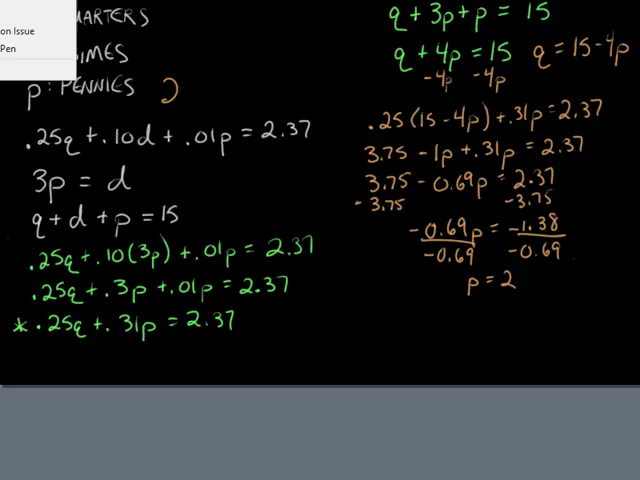 on Issue
Pen
UARTERS
IMES
p: PENNIES 2
.25q + .10d + .01p = 2.37
3p = d
q + d + p = 15
.25q + .10(3p) + .01p = 2.37
.25q + .3p + .01p = 2.37
* .25q + .31p = 2.37
q + 3p + p = 15
q + 4p = 15 q = 15 - 4p
-4p -4p
.25(15 - 4p) + .31p = 2.37
3.75 - 1p + .31p = 2.37
3.75 - 0.69p = 2.37
-3.75 -3.75
-0.69p = -1.38
-0.69 -0.69
p = 2